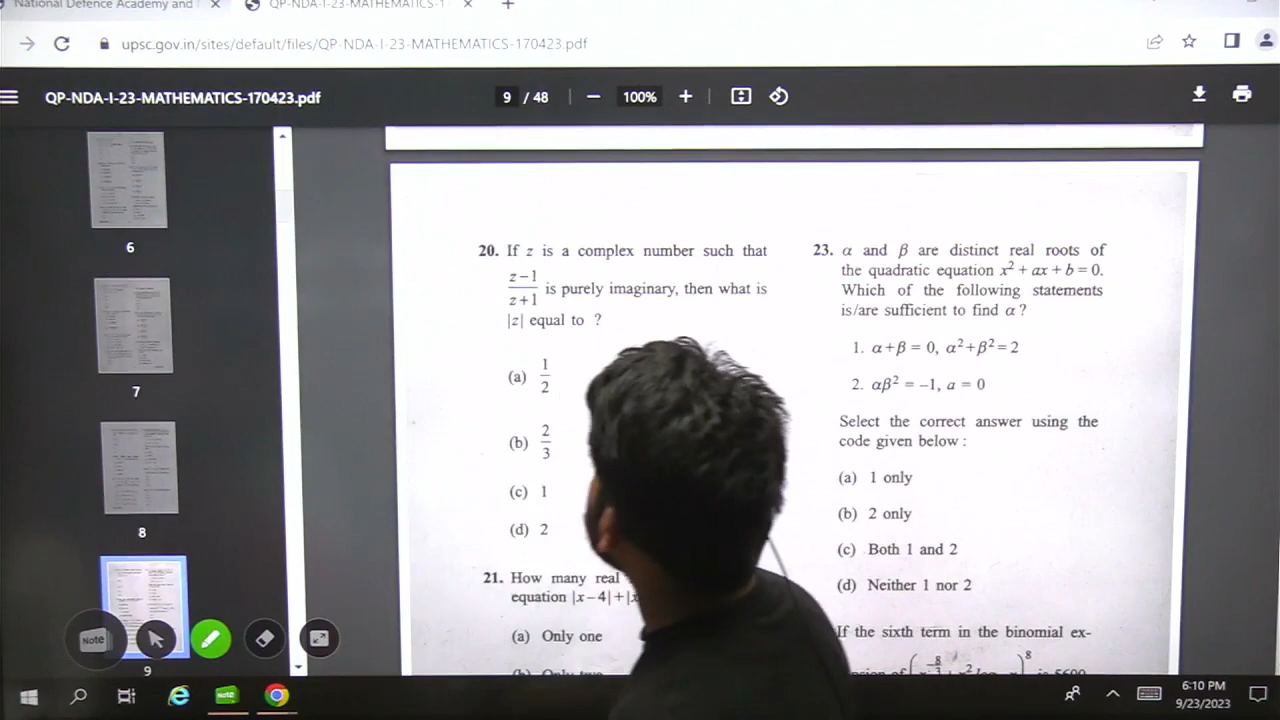 National Defence Academy and
QP-NDA-I-23-MATHEMATICS-1
upsc.gov.in/sites/default/files/QP-NDA-I-23-MATHEMATICS-170423.pdf
QP-NDA-I-23-MATHEMATICS-170423.pdf
9 / 48
100%
6
7
8
9
20. If z is a complex number such that
z−1
z+1
is purely imaginary, then what is
|z| equal to ?
(a) 1/2
(b) 2/3
(c) 1
(d) 2
21. How many real
equation |x−4|+|x
(a) Only one
23. α and β are distinct real roots of
the quadratic equation x² + ax + b = 0.
Which of the following statements
is/are sufficient to find α ?
1. α+β = 0, α²+β²=2
2. αβ² = −1, a = 0
Select the correct answer using the
code given below :
(a) 1 only
(b) 2 only
(c) Both 1 and 2
(d) Neither 1 nor 2
If the sixth term in the binomial ex-
is 5600
Note
Note
6:10 PM
9/23/2023